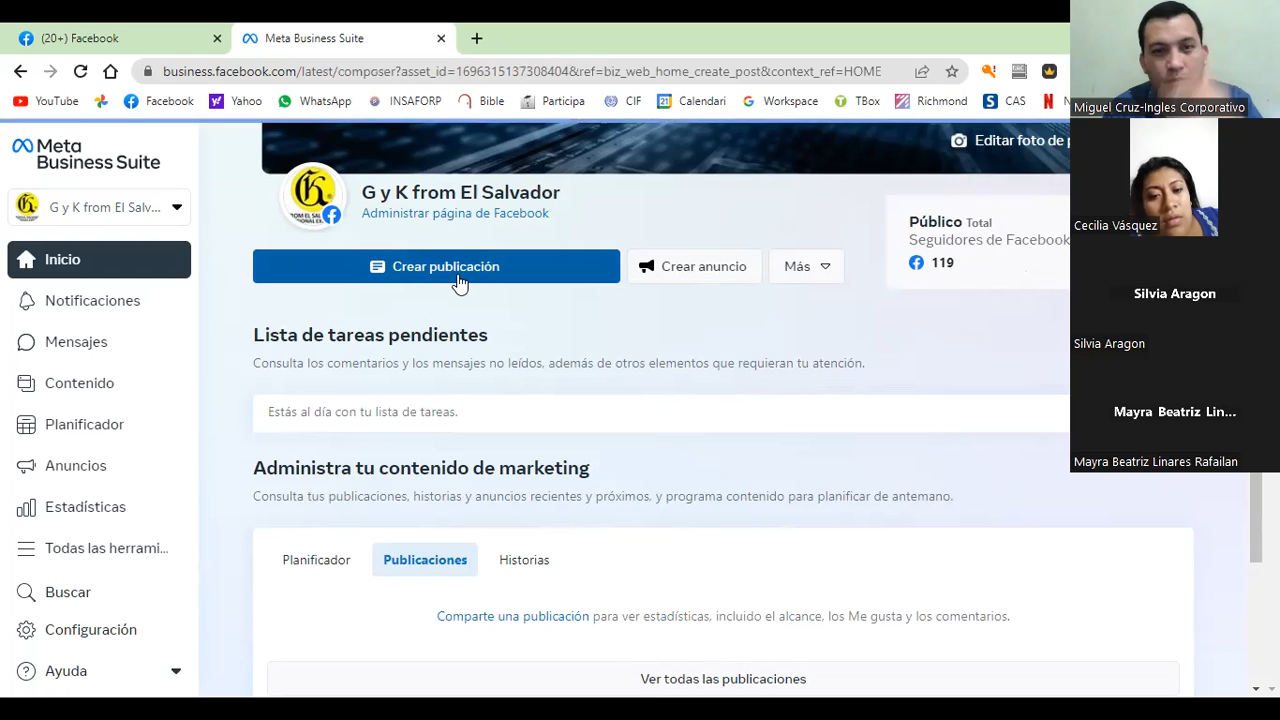 (20+) Facebook
Meta Business Suite
business.facebook.com/latest/composer?asset_id=1696315137308404&ref=biz_web_home_create_post&context_ref=HOME
YouTube
Facebook
Yahoo
WhatsApp
INSAFORP
Bible
Participa
CIF
Calendari
Workspace
TBox
Richmond
CAS
Meta
Business Suite
G y K from El Salv...
Inicio
Notificaciones
Mensajes
Contenido
Planificador
Anuncios
Estadísticas
Todas las herrami...
Buscar
Configuración
Ayuda
Editar foto de p
G y K from El Salvador
Administrar página de Facebook
Crear publicación
Crear anuncio
Más
Público Total
Seguidores de Facebook
119
Lista de tareas pendientes
Consulta los comentarios y los mensajes no leídos, además de otros elementos que requieran tu atención.
Estás al día con tu lista de tareas.
Administra tu contenido de marketing
Consulta tus publicaciones, historias y anuncios recientes y próximos, y programa contenido para planificar de antemano.
Planificador
Publicaciones
Historias
Comparte una publicación para ver estadísticas, incluido el alcance, los Me gusta y los comentarios.
Ver todas las publicaciones
Miguel Cruz-Ingles Corporativo
Cecilia Vásquez
Silvia Aragon
Silvia Aragon
Mayra Beatriz Lin...
Mayra Beatriz Linares Rafailan